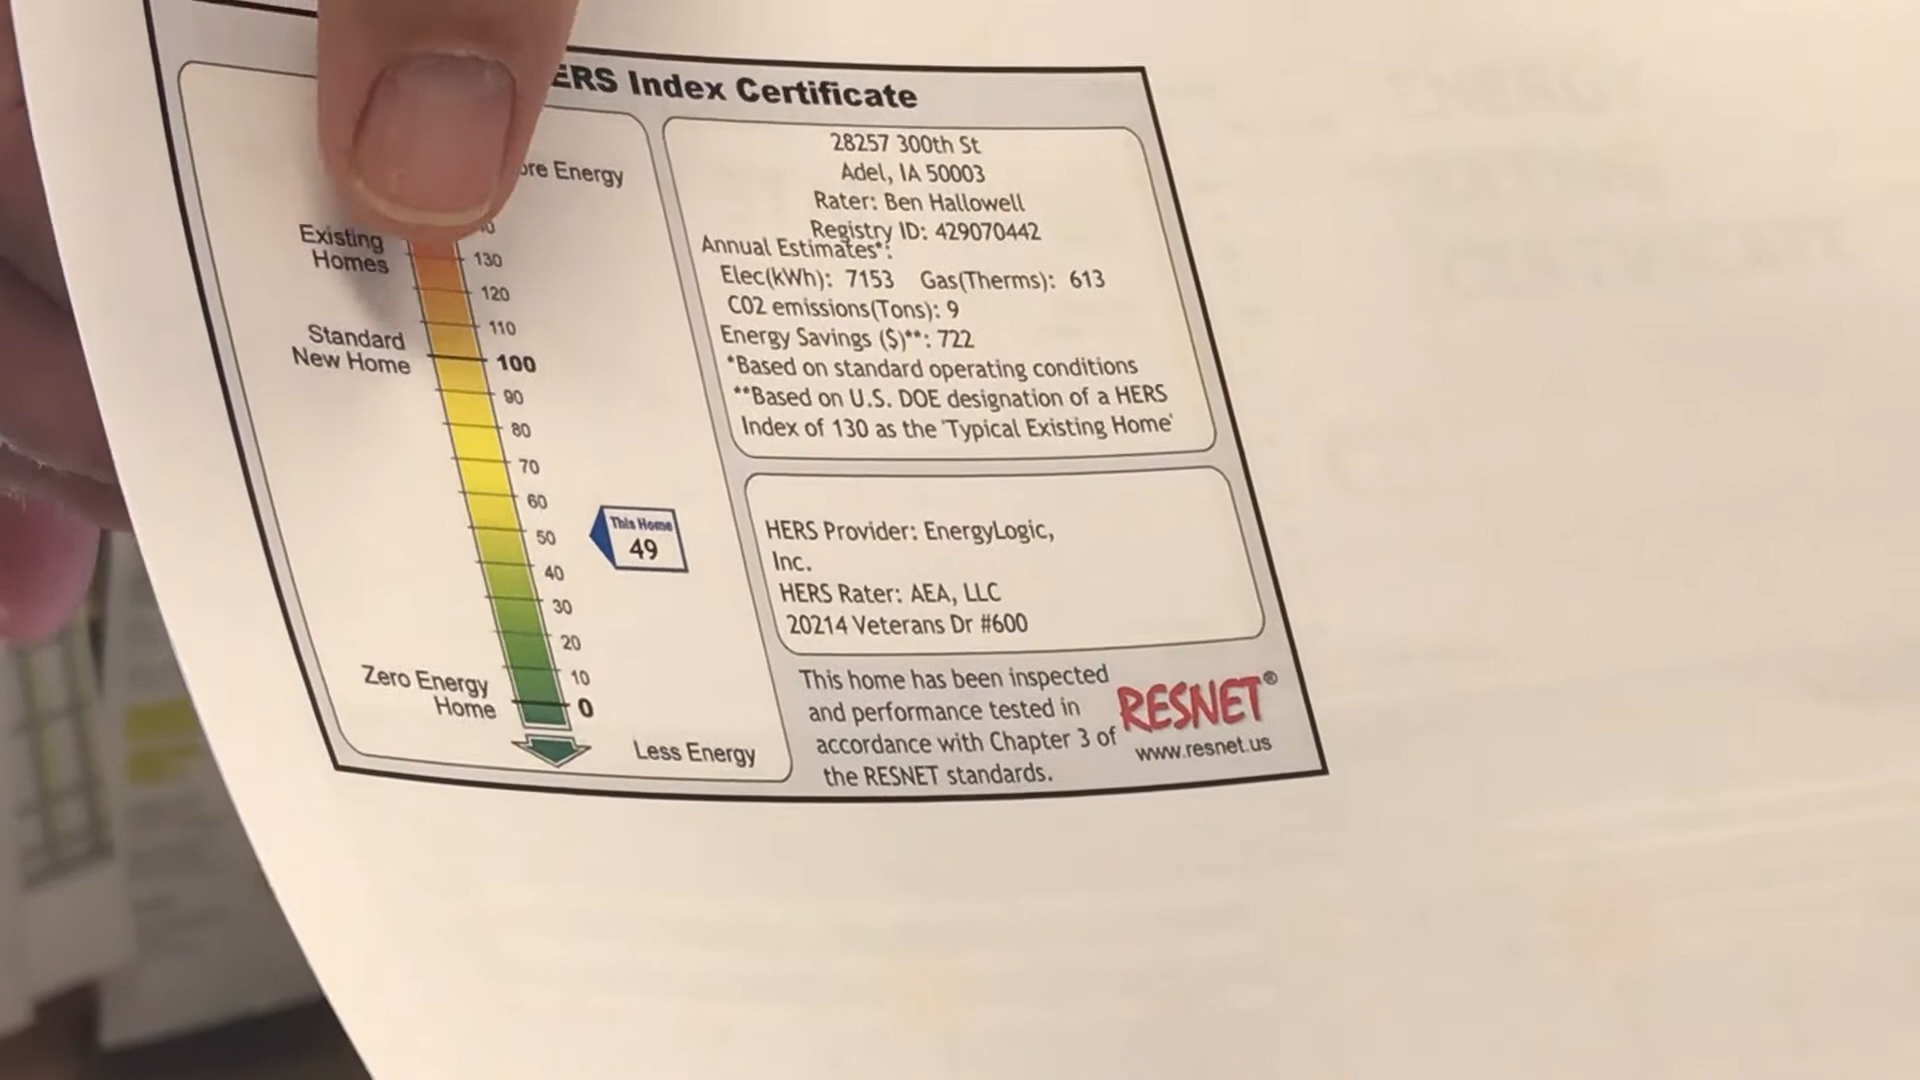 Index Certificate
Energy
Existing
Homes
130
120
110
Standard
New Home
100
90
80
70
60
50
40
30
20
10
0
Zero Energy
Home
Less Energy
This Home
49
28257 300th St
Adel, IA 50003
Rater: Ben Hallowell
Registry ID: 429070442
Annual Estimates*:
Elec(kWh): 7153 Gas(Therms): 613
CO2 emissions(Tons): 9
Energy Savings ($)**: 722
*Based on standard operating conditions
**Based on U.S. DOE designation of a HERS
Index of 130 as the 'Typical Existing Home'
HERS Provider: EnergyLogic,
Inc.
HERS Rater: AEA, LLC
20214 Veterans Dr #600
This home has been inspected
and performance tested in
accordance with Chapter 3 of
the RESNET standards.
RESNET®
www.resnet.us